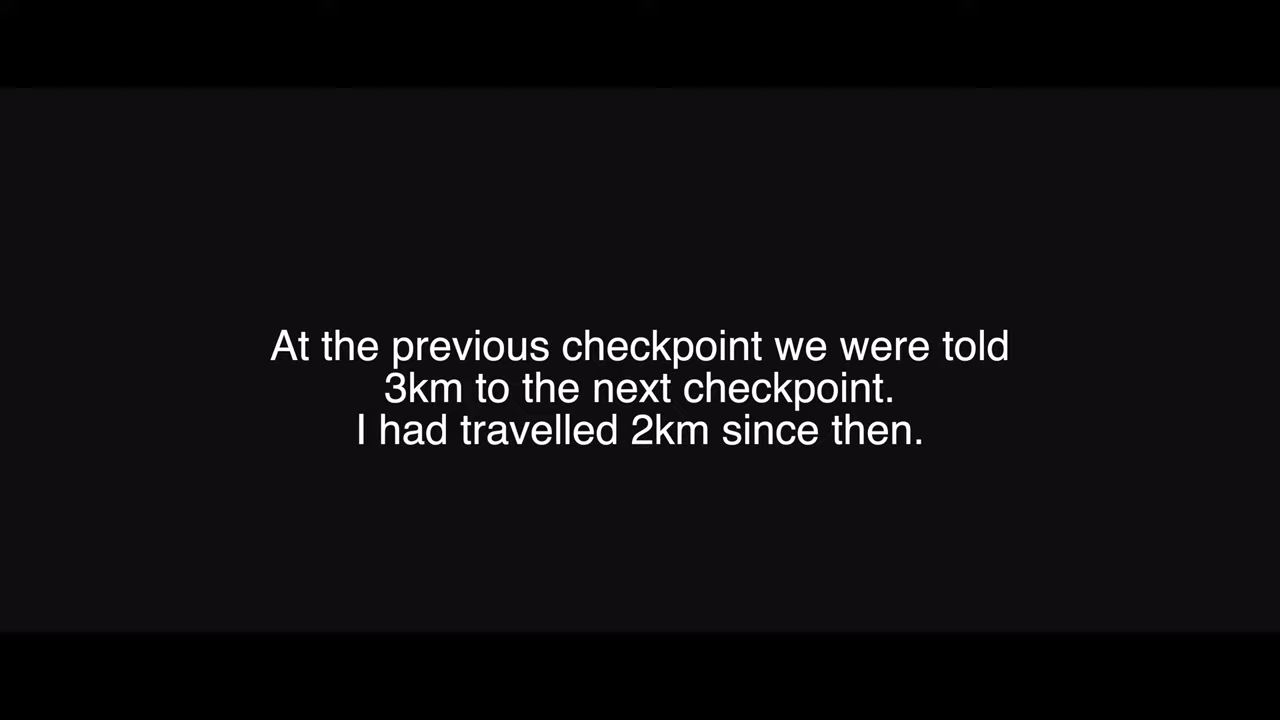 At the previous checkpoint we were told
3km to the next checkpoint.
I had travelled 2km since then.